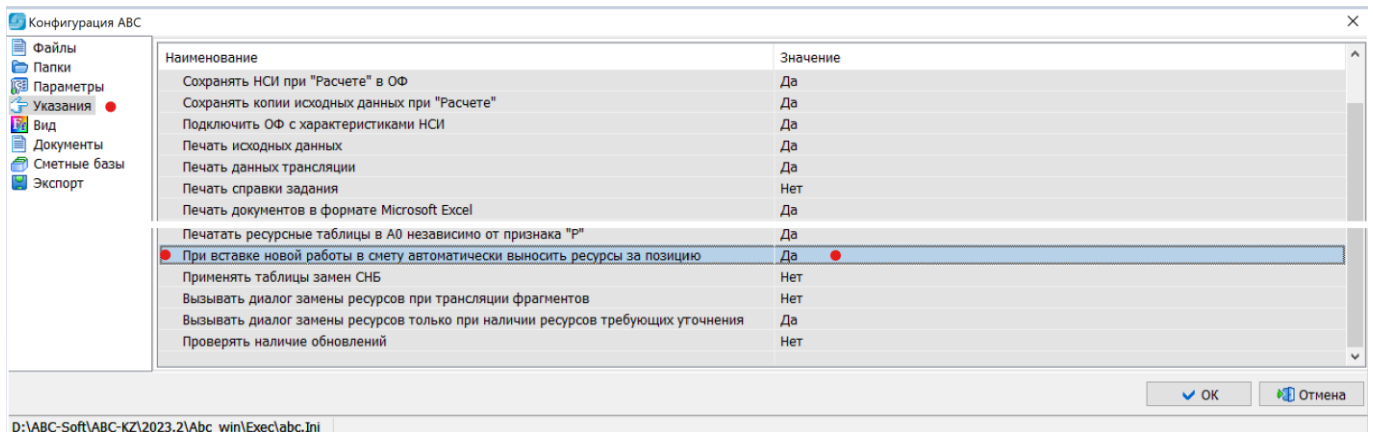 Конфигурация ABC
Файлы
Папки
Параметры
Указания
Вид
Документы
Сметные базы
Экспорт
Наименование Значение
Сохранять НСИ при "Расчете" в ОФ Да
Сохранять копии исходных данных при "Расчете" Да
Подключить ОФ с характеристиками НСИ Да
Печать исходных данных Да
Печать данных трансляции Да
Печать справки задания Нет
Печать документов в формате Microsoft Excel Да
Печатать ресурсные таблицы в А0 независимо от признака "Р" Да
При вставке новой работы в смету автоматически выносить ресурсы за позицию Да
Применять таблицы замен СНБ Нет
Вызывать диалог замены ресурсов при трансляции фрагментов Нет
Вызывать диалог замены ресурсов только при наличии ресурсов требующих уточнения Да
Проверять наличие обновлений Нет
ОК Отмена
D:\ABC-Soft\ABC-KZ\2023.2\Abc_win\Exec\abc.Ini